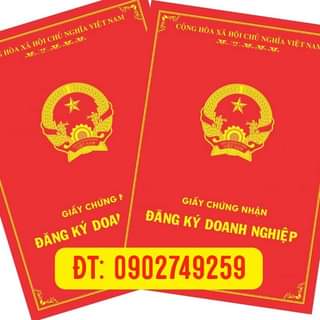 CỘNG HÒA XÃ HỘI CHỦ NGHĨA VIỆT NAM
GIẤY CHỨNG NHẬN
ĐĂNG KÝ DOANH NGHIỆP
HÒA XÃ HỘI CHỦ NGHĨA VIỆT NAM
GIẤY CHỨNG N
ĐĂNG KÝ DOA
ĐT: 0902749259